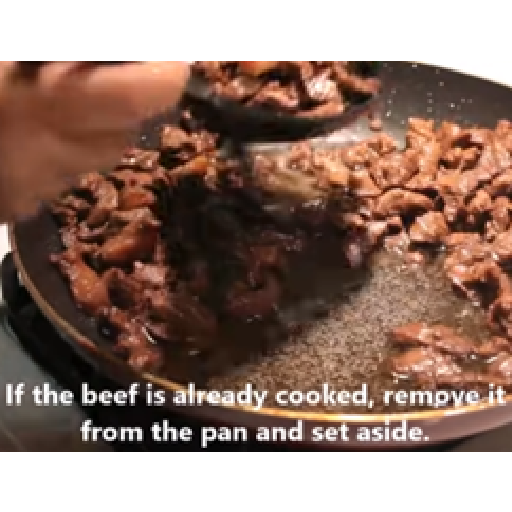 If the beef is already cooked, rempve it
from the pan and set aside.